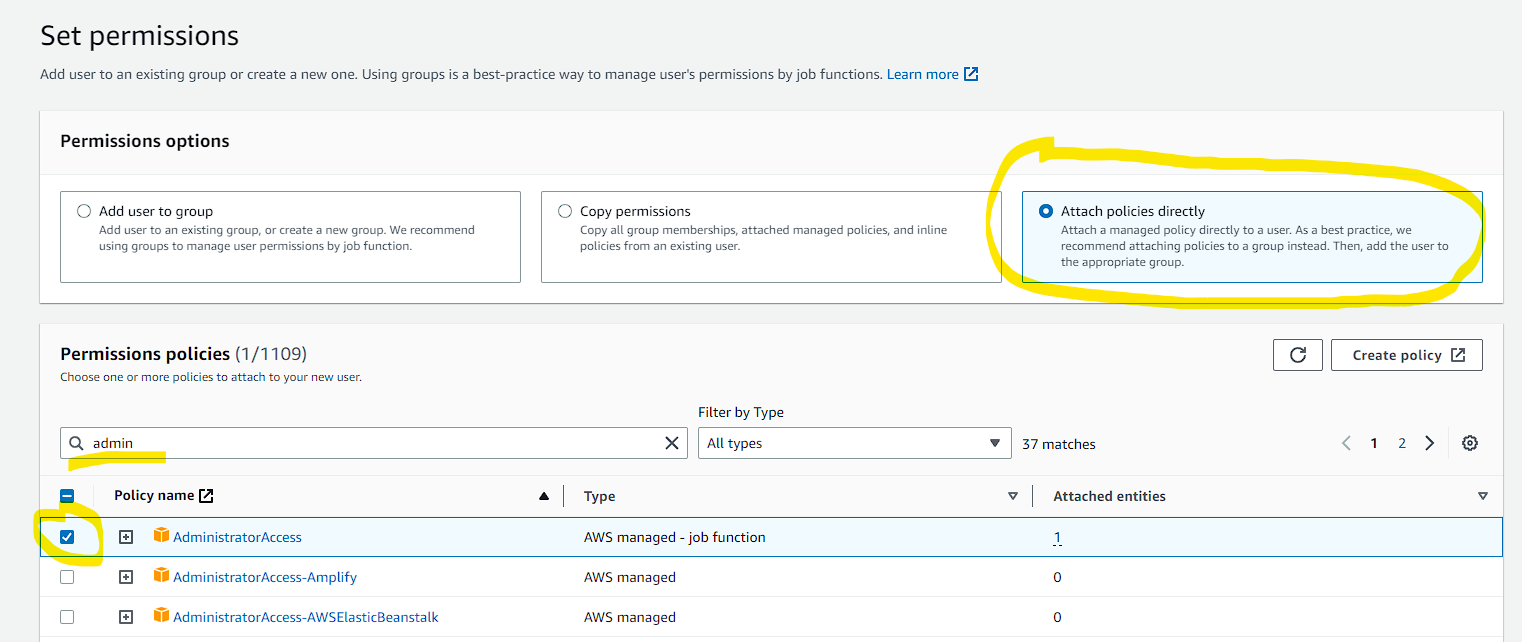 Set permissions
Add user to an existing group or create a new one. Using groups is a best-practice way to manage user's permissions by job functions. Learn more
Permissions options
Add user to group
Add user to an existing group, or create a new group. We recommend
using groups to manage user permissions by job function.
Copy permissions
Copy all group memberships, attached managed policies, and inline
policies from an existing user.
Attach policies directly
Attach a managed policy directly to a user. As a best practice, we
recommend attaching policies to a group instead. Then, add the user to
the appropriate group.
Permissions policies (1/1109)
Choose one or more policies to attach to your new user.
Create policy
Filter by Type
admin
All types
37 matches
1 2
Policy name Type Attached entities
AdministratorAccess AWS managed - job function 1
AdministratorAccess-Amplify AWS managed 0
AdministratorAccess-AWSElasticBeanstalk AWS managed 0